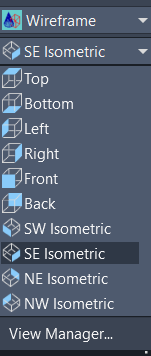 Wireframe
SE Isometric
Top
Bottom
Left
Right
Front
Back
SW Isometric
SE Isometric
NE Isometric
NW Isometric
View Manager...